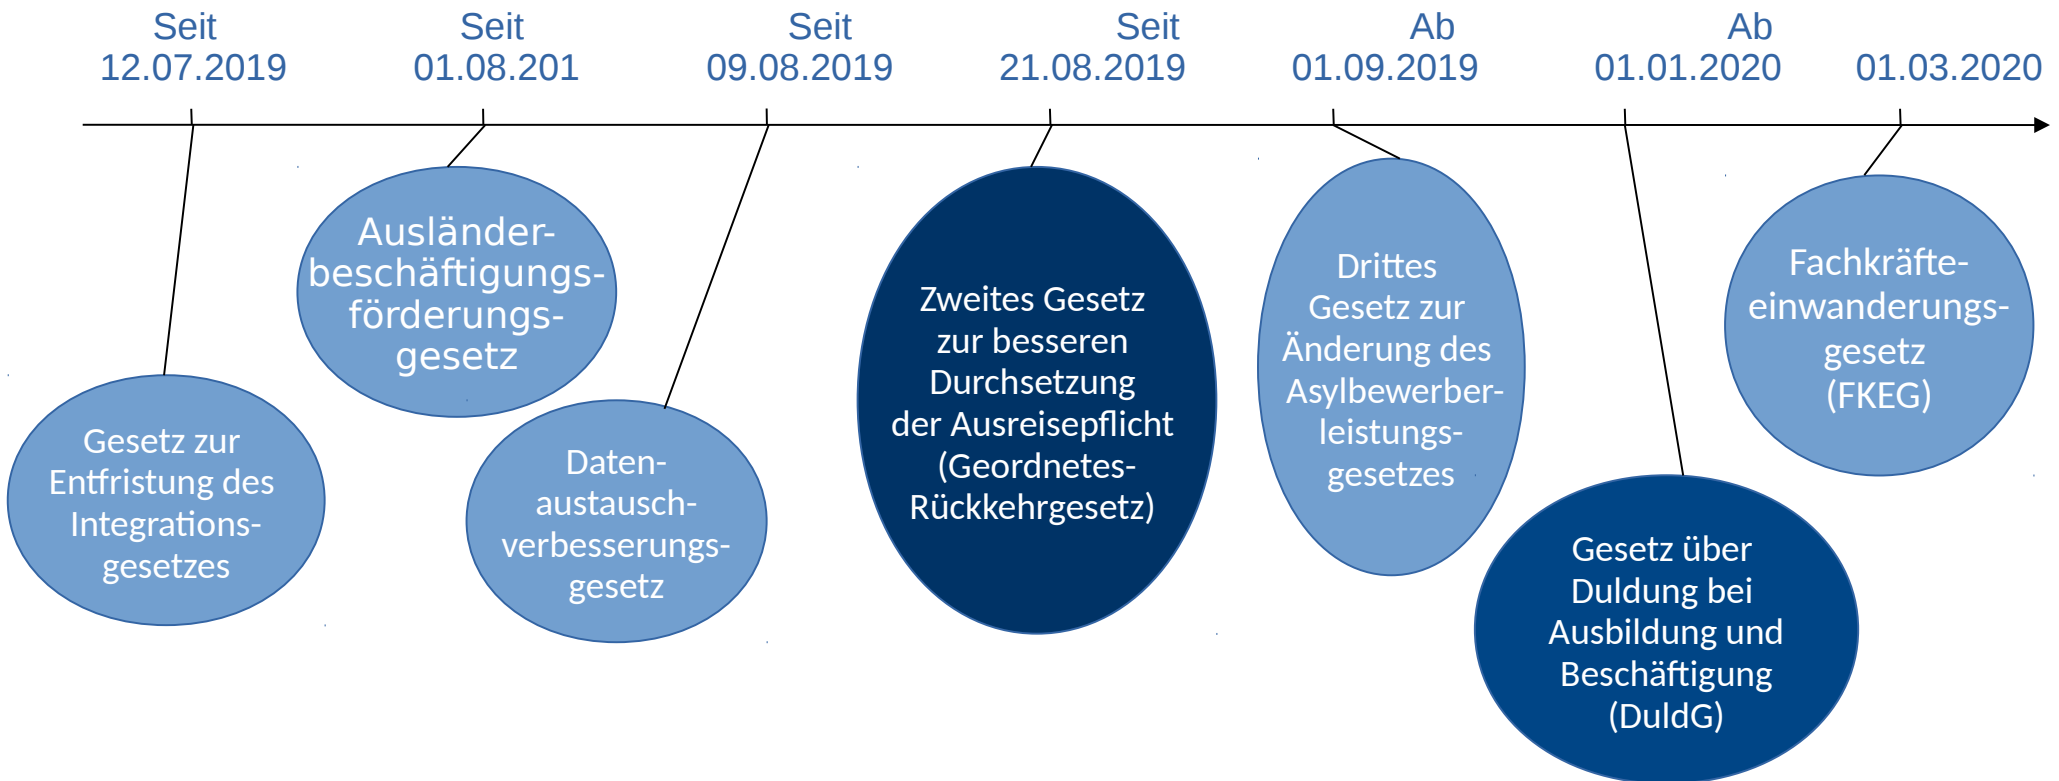 Seit
12.07.2019
Seit
01.08.201
Seit
09.08.2019
Seit
21.08.2019
Ab
01.09.2019
Ab
01.01.2020
01.03.2020
Gesetz zur
Entfristung des
Integrations-
gesetzes
Ausländer-
beschäftigungs-
förderungs-
gesetz
Daten-
austausch-
verbesserungs-
gesetz
Zweites Gesetz
zur besseren
Durchsetzung
der Ausreisepflicht
(Geordnetes-
Rückkehrgesetz)
Drittes
Gesetz zur
Änderung des
Asylbewerber-
leistungs-
gesetzes
Gesetz über
Duldung bei
Ausbildung und
Beschäftigung
(DuldG)
Fachkräfte-
einwanderungs-
gesetz
(FKEG)